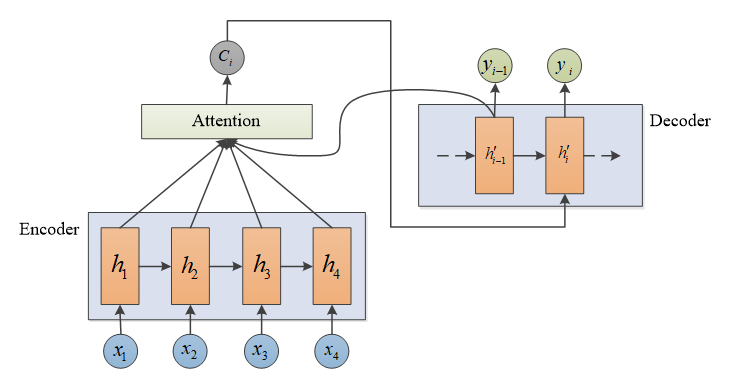 C_i
y_{i-1} y_i
Attention
Decoder
h'_{i-1} h'_i
Encoder
h_1 h_2 h_3 h_4
x_1 x_2 x_3 x_4